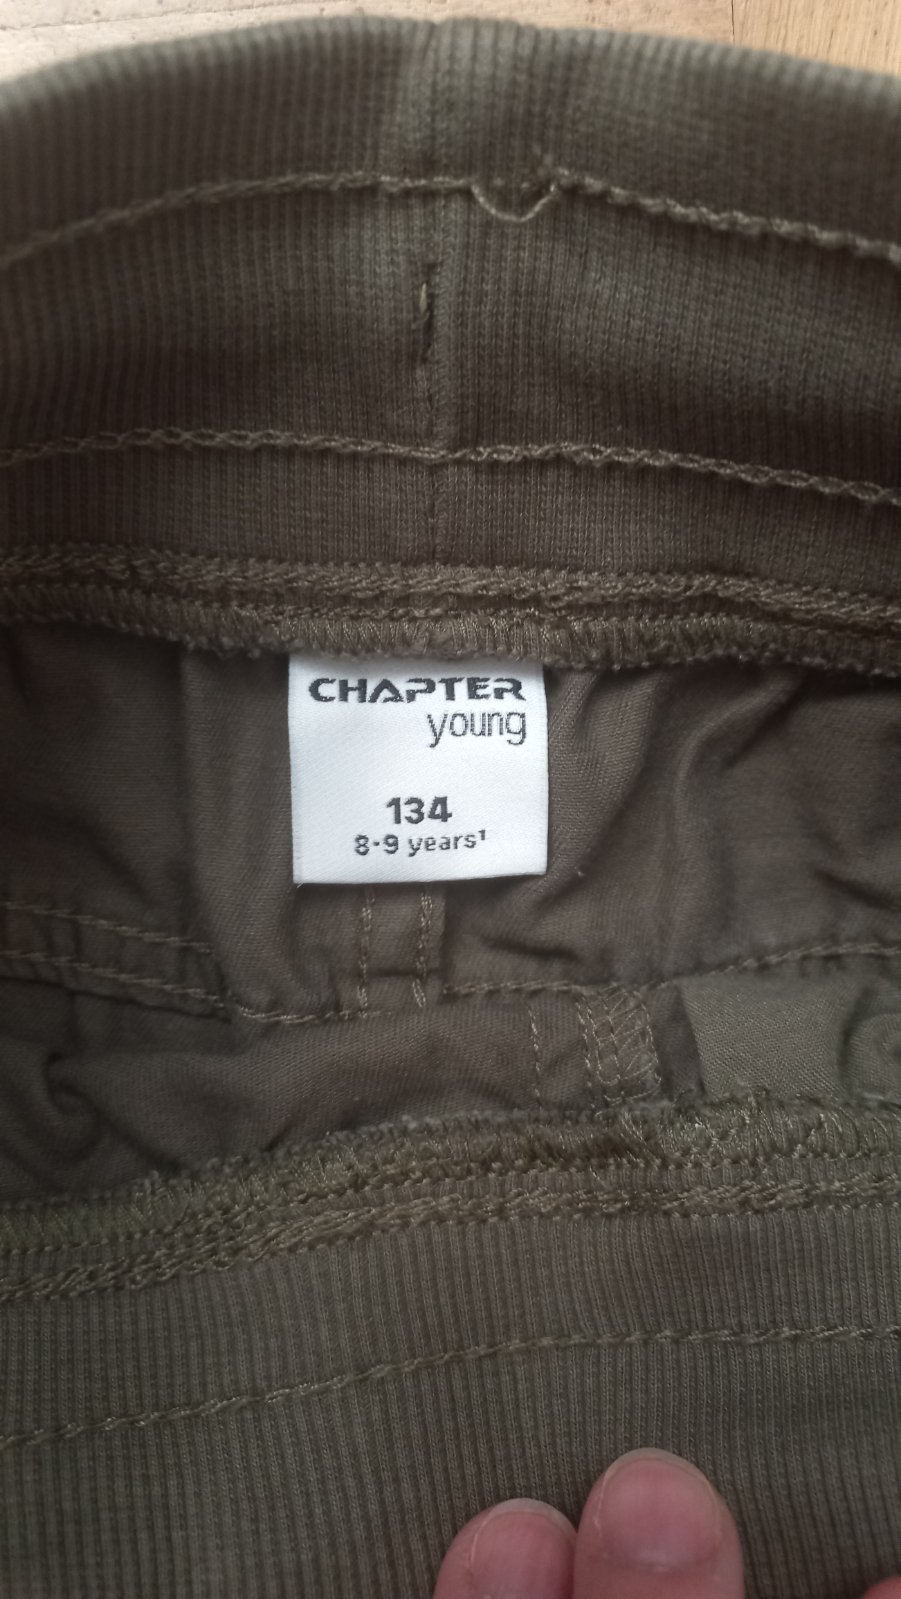 CHAPTER
young
134
8-9 years¹